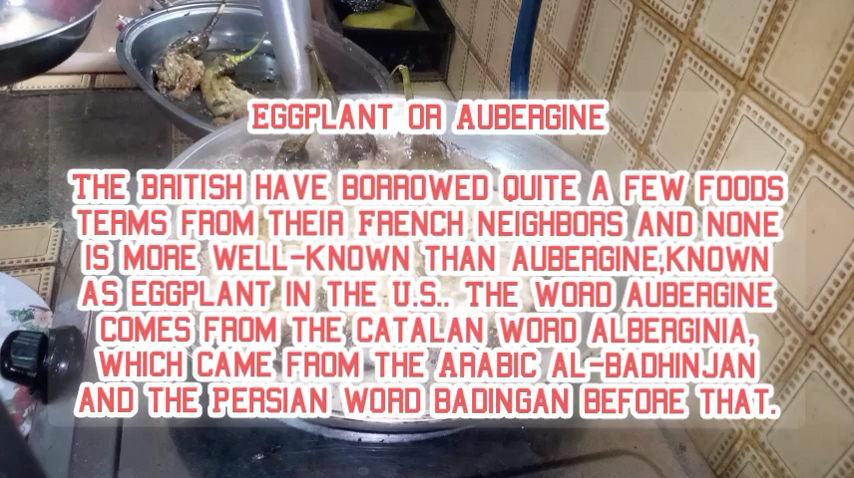 Eggplant or Aubergine
The British have borrowed quite a few foods
terms from their French neighbors and none
is more well-known than aubergine,known
as eggplant in the U.S.. The word aubergine
comes from the Catalan word alberginia,
which came from the Arabic al-badhinjan
and the Persian word badingan before that.